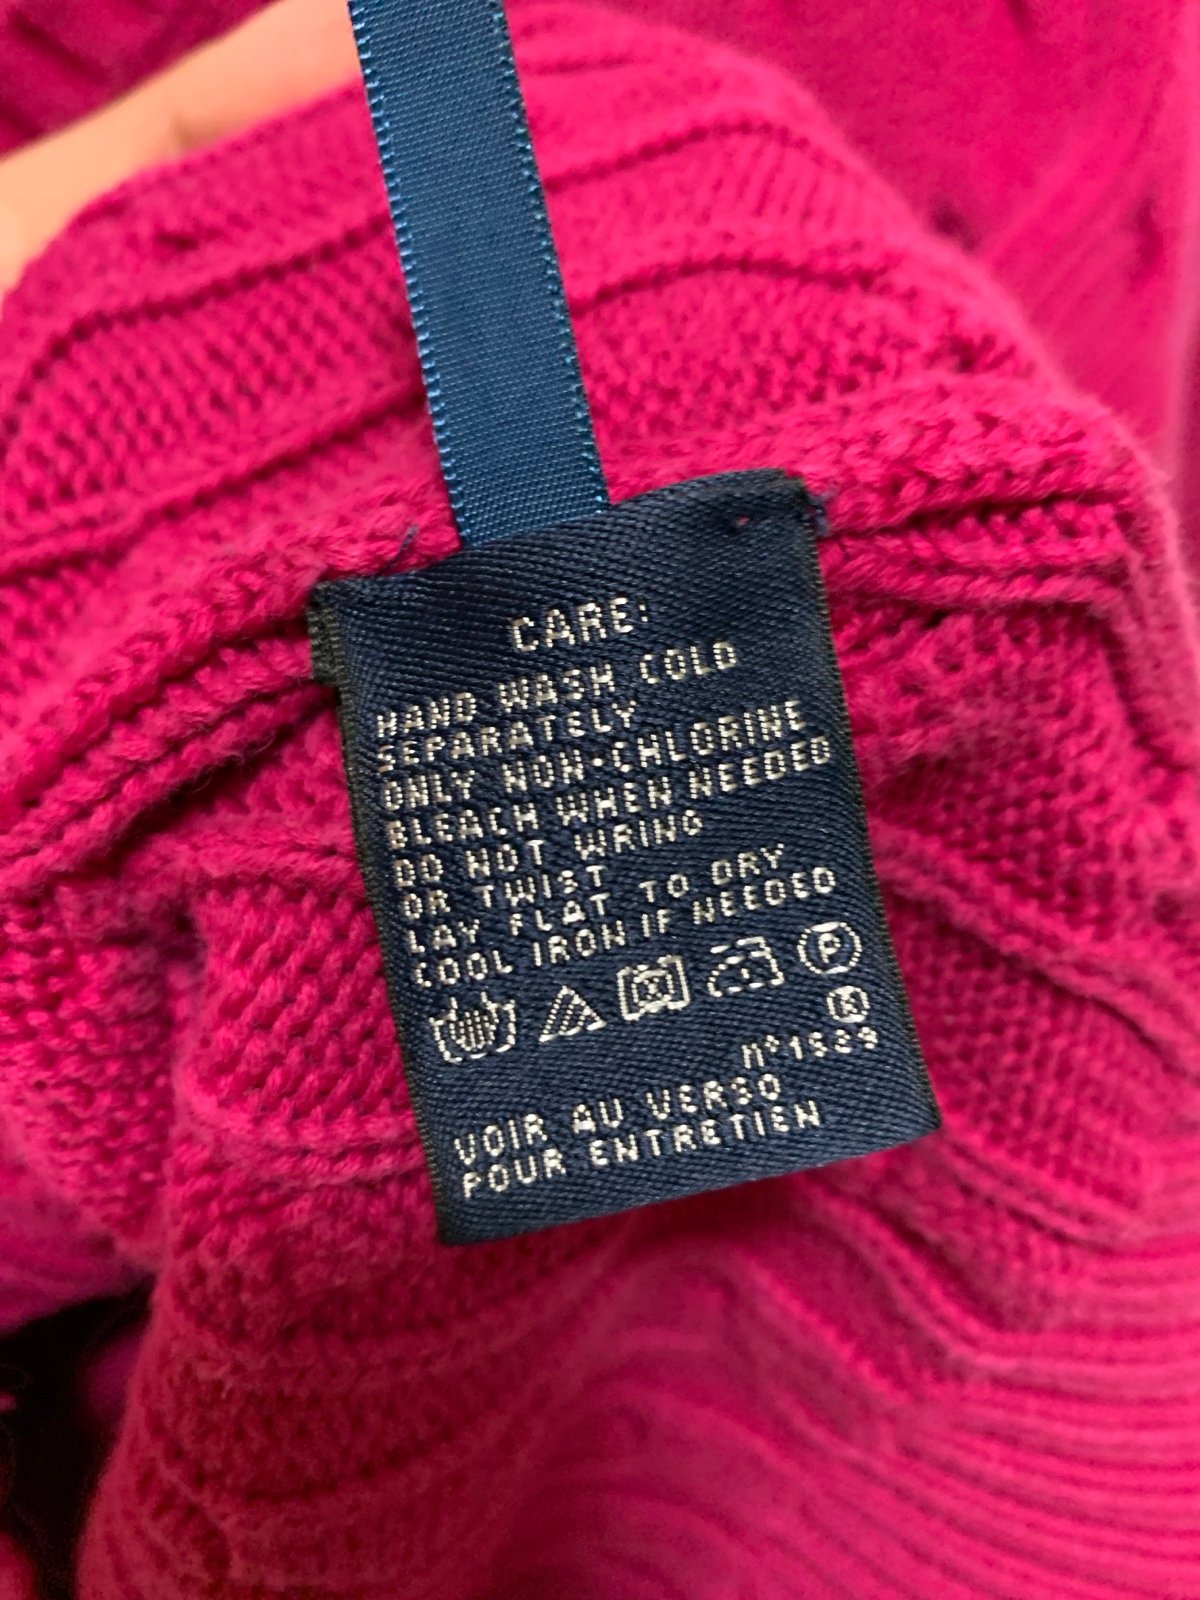 CARE:
HAND WASH COLD
SEPARATELY
ONLY NON-CHLORINE
BLEACH WHEN NEEDED
DO NOT WRING
OR TWIST
LAY FLAT TO DRY
COOL IRON IF NEEDED
P
K
nº1529
VOIR AU VERSO
POUR ENTRETIEN